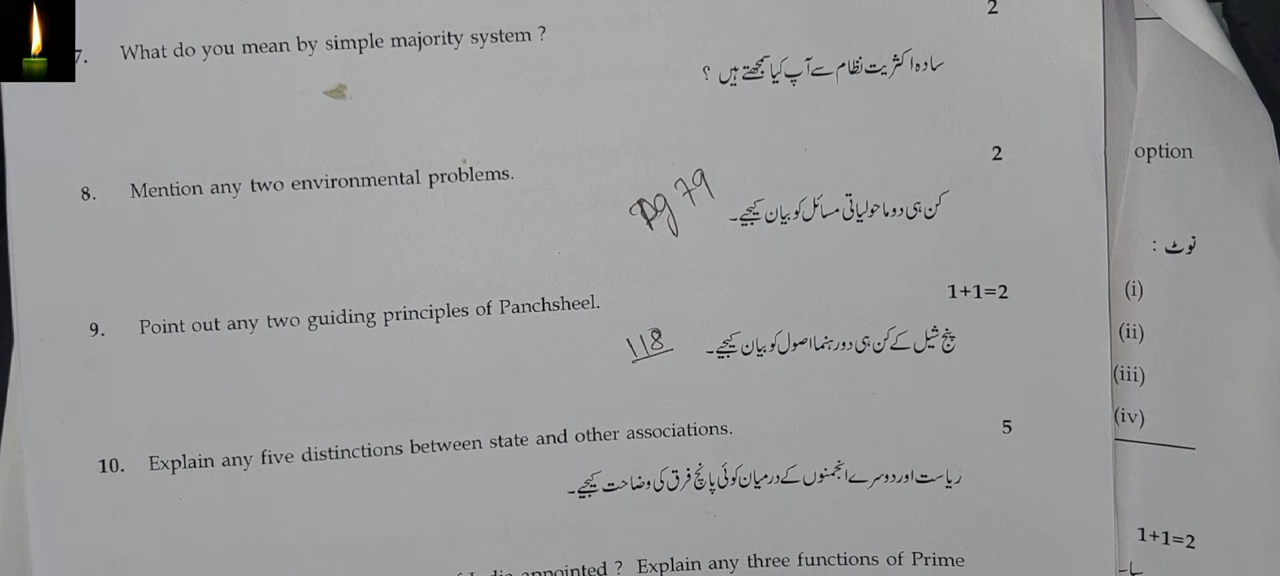 2
7. What do you mean by simple majority system ?
سادہ اکثریت نظام سے آپ کیا سمجھتے ہیں ؟
8. Mention any two environmental problems. 2
pg 79
کن ہی دو ماحولیاتی مسائل کو بیان کیجیے۔
9. Point out any two guiding principles of Panchsheel. 1+1=2
118
پنچ شیل کے کن ہی دو رہنما اصول کو بیان کیجیے۔
10. Explain any five distinctions between state and other associations. 5
ریاست اور دوسرے انجمنوں کے درمیان کوئی پانچ فرق کی وضاحت کیجیے۔
appointed ? Explain any three functions of Prime
option
نوٹ :
(i)
(ii)
(iii)
(iv)
1+1=2